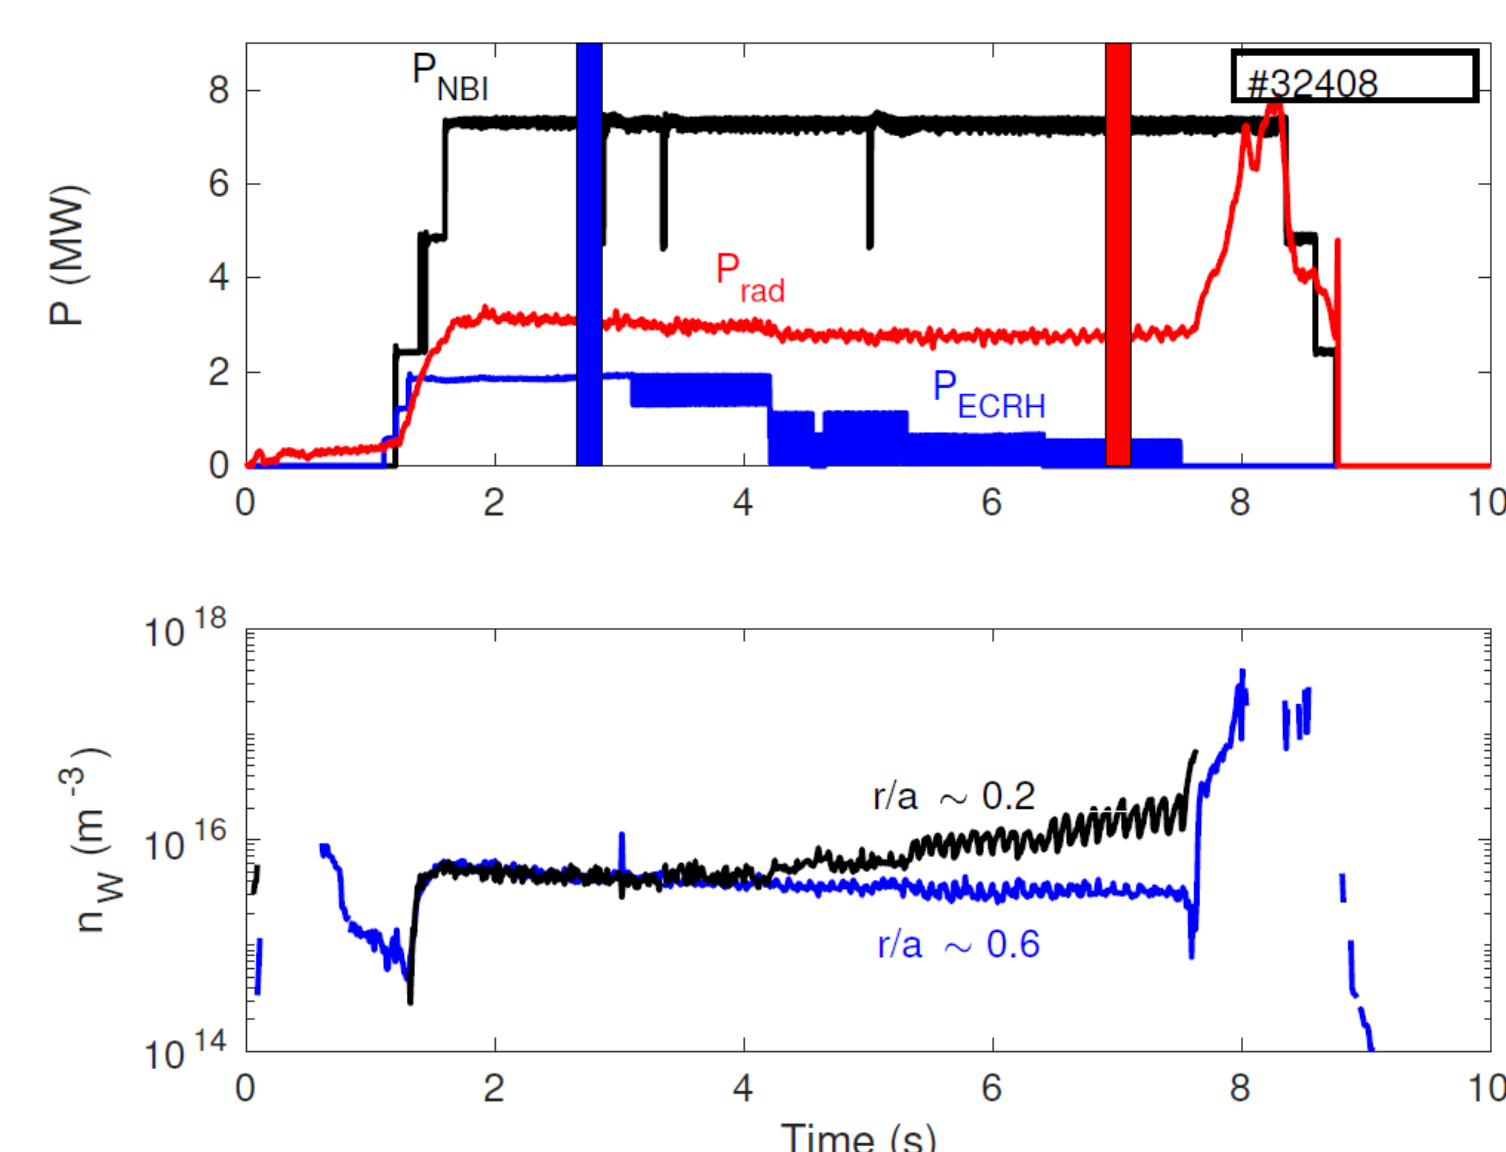 P_NBI
#32408
8
6
4
2
0
P (MW)
P_rad
P_ECRH
0 2 4 6 8 10
10^18
10^16
10^14
n_W (m^-3)
r/a ~ 0.2
r/a ~ 0.6
0 2 4 6 8 10
Time (s)